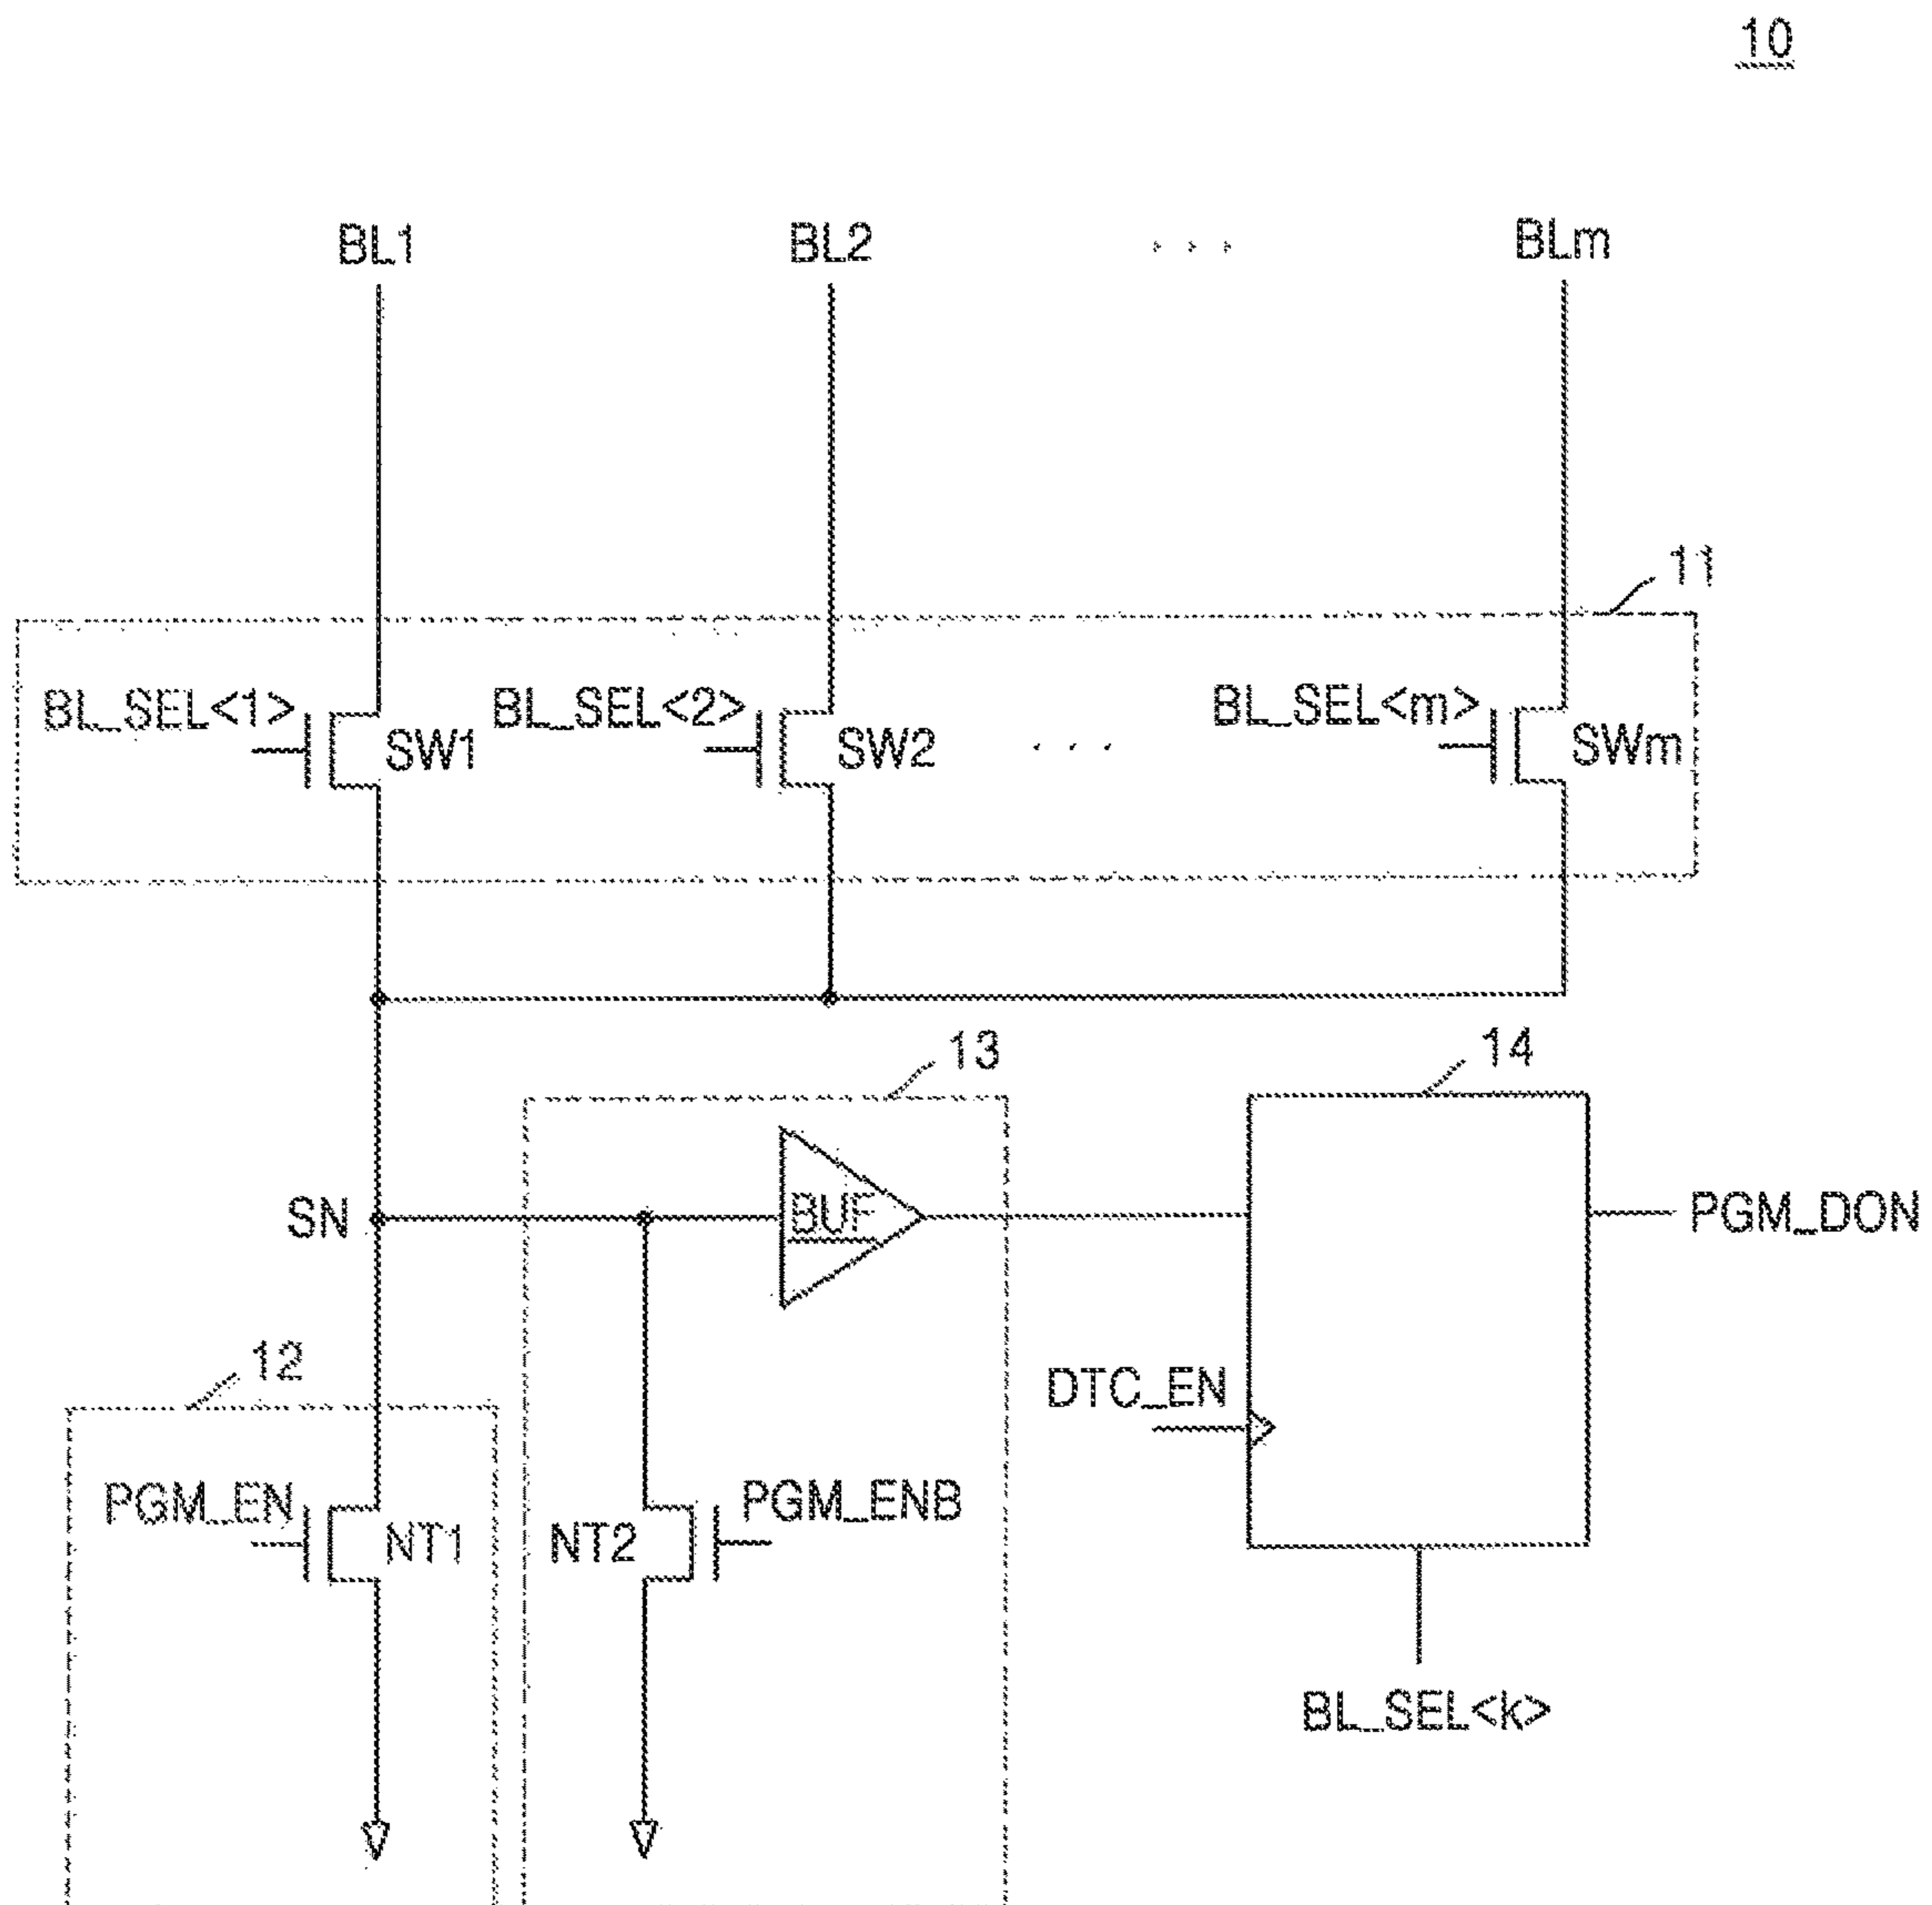 10
BL1 BL2 . . . BLm
11
BL_SEL<1> BL_SEL<2> BL_SEL<m>
SW1 SW2 . . . SWm
13 14
SN BUF PGM_DON
12
DTC_EN
PGM_EN PGM_ENB
NT1 NT2
BL_SEL<k>